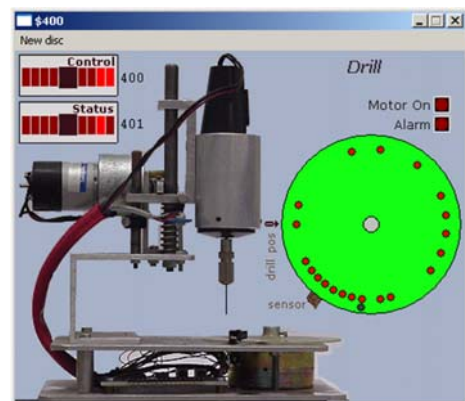 $400
New disc
Control
400
Status
401
Drill
Motor On
Alarm
drill pos
sensor